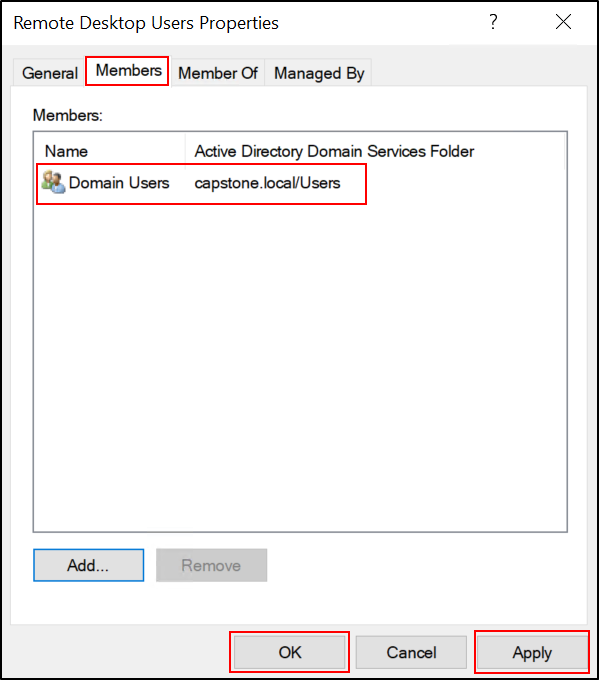 Remote Desktop Users Properties ?
General Members Member Of Managed By
Members:
Name Active Directory Domain Services Folder
Domain Users capstone.local/Users
Add... Remove
OK Cancel Apply